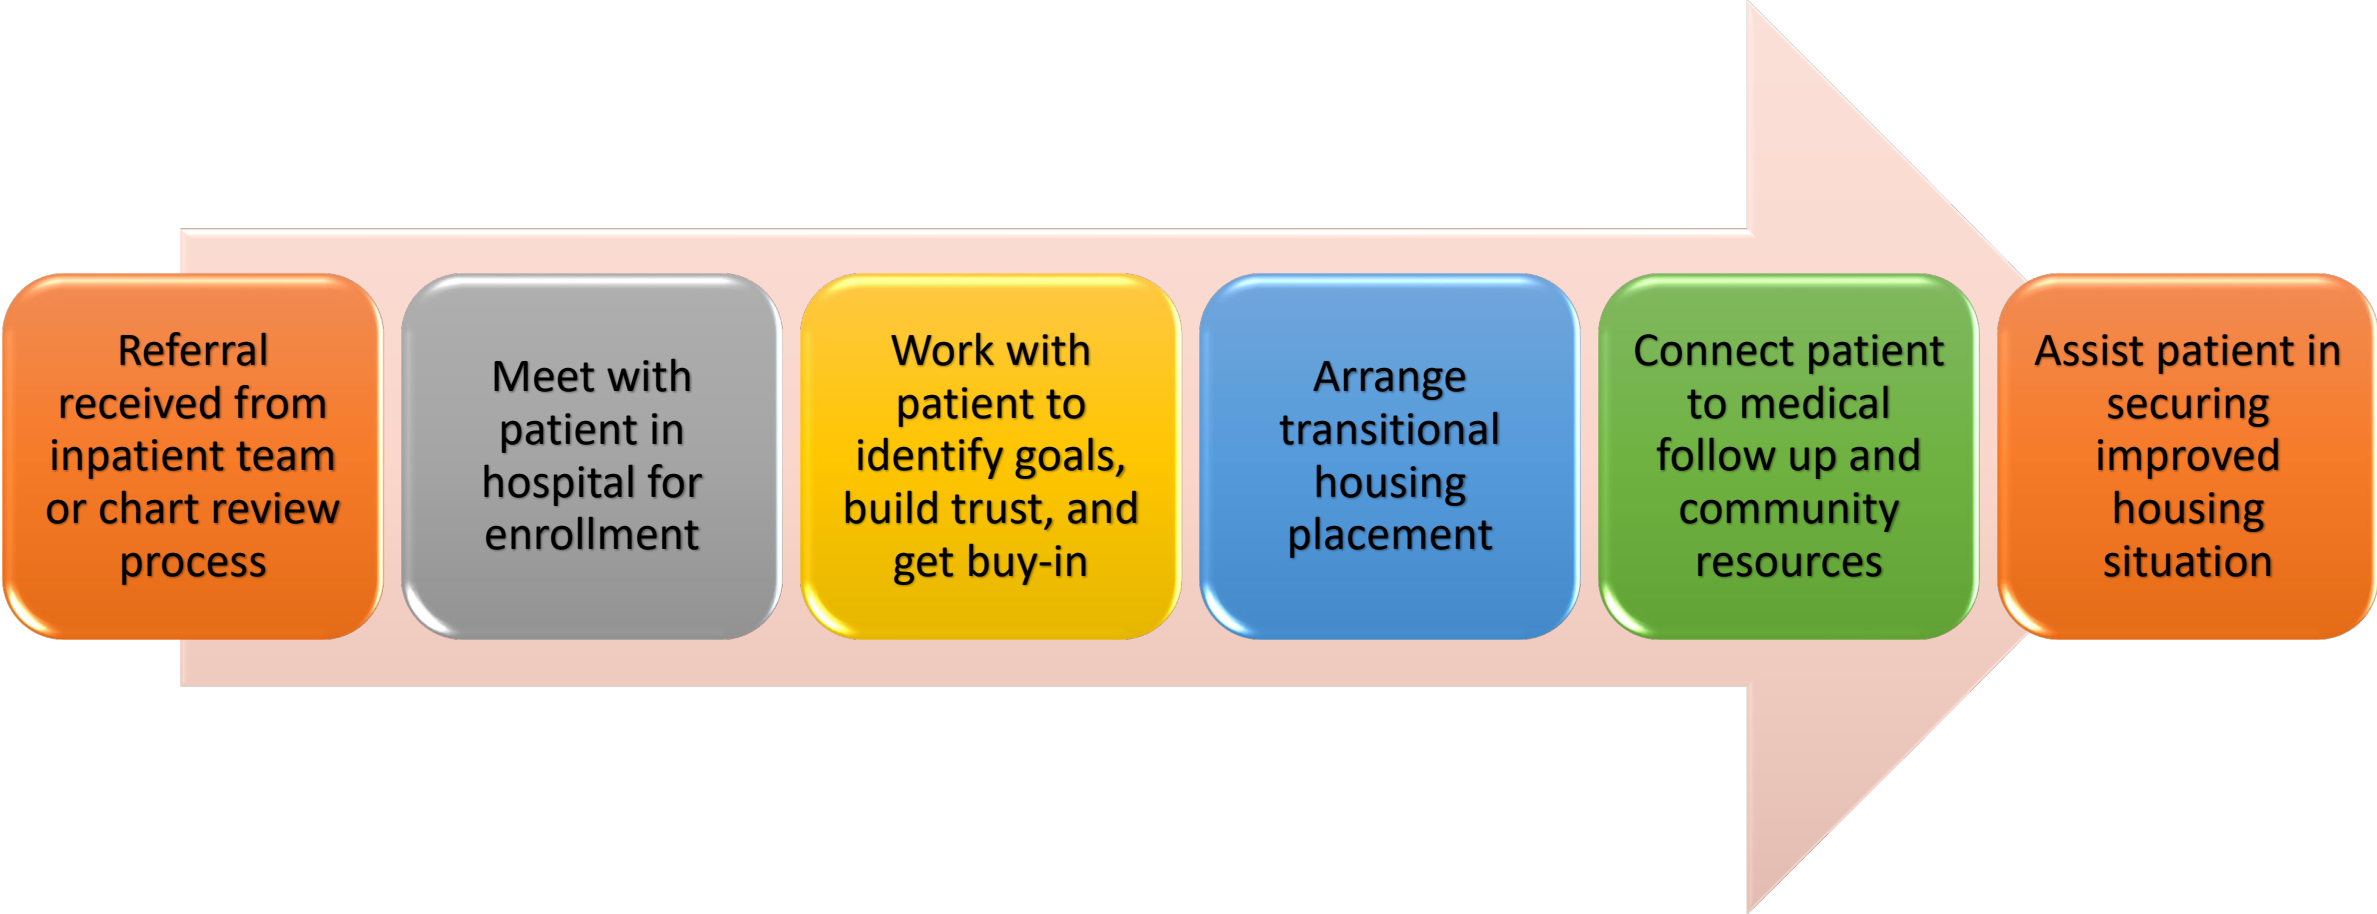 Referral
received from
inpatient team
or chart review
process
Meet with
patient in
hospital for
enrollment
Work with
patient to
identify goals,
build trust, and
get buy-in
Arrange
transitional
housing
placement
Connect patient
to medical
follow up and
community
resources
Assist patient in
securing
improved
housing
situation